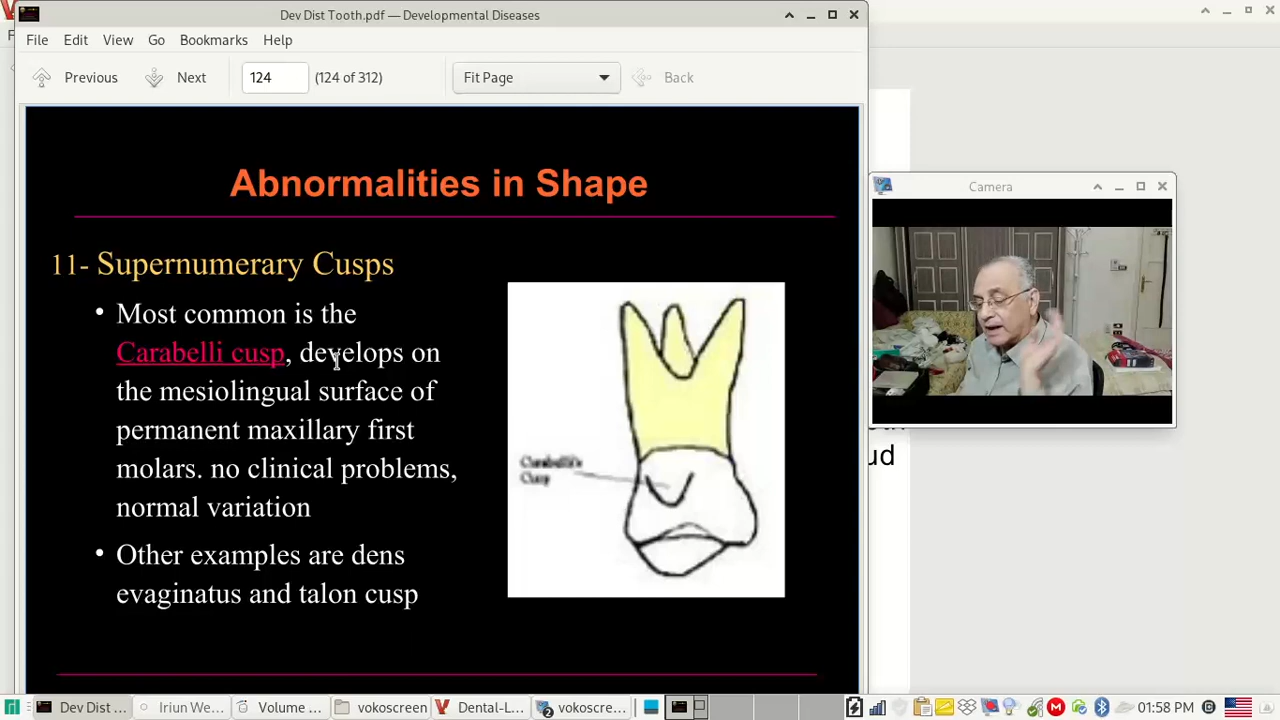 Dev Dist Tooth.pdf — Developmental Diseases
File Edit View Go Bookmarks Help
Previous Next 124 (124 of 312) Fit Page Back
Camera
Abnormalities in Shape
11- Supernumerary Cusps
• Most common is the
Carabelli cusp, develops on
the mesiolingual surface of
permanent maxillary first
molars. no clinical problems,
normal variation
• Other examples are dens
evaginatus and talon cusp
Carabelli's
Cusp
ud
Dev Dist ... Iriun We... Volume ... vokoscreen Dental-L... vokoscre... 01:58 PM